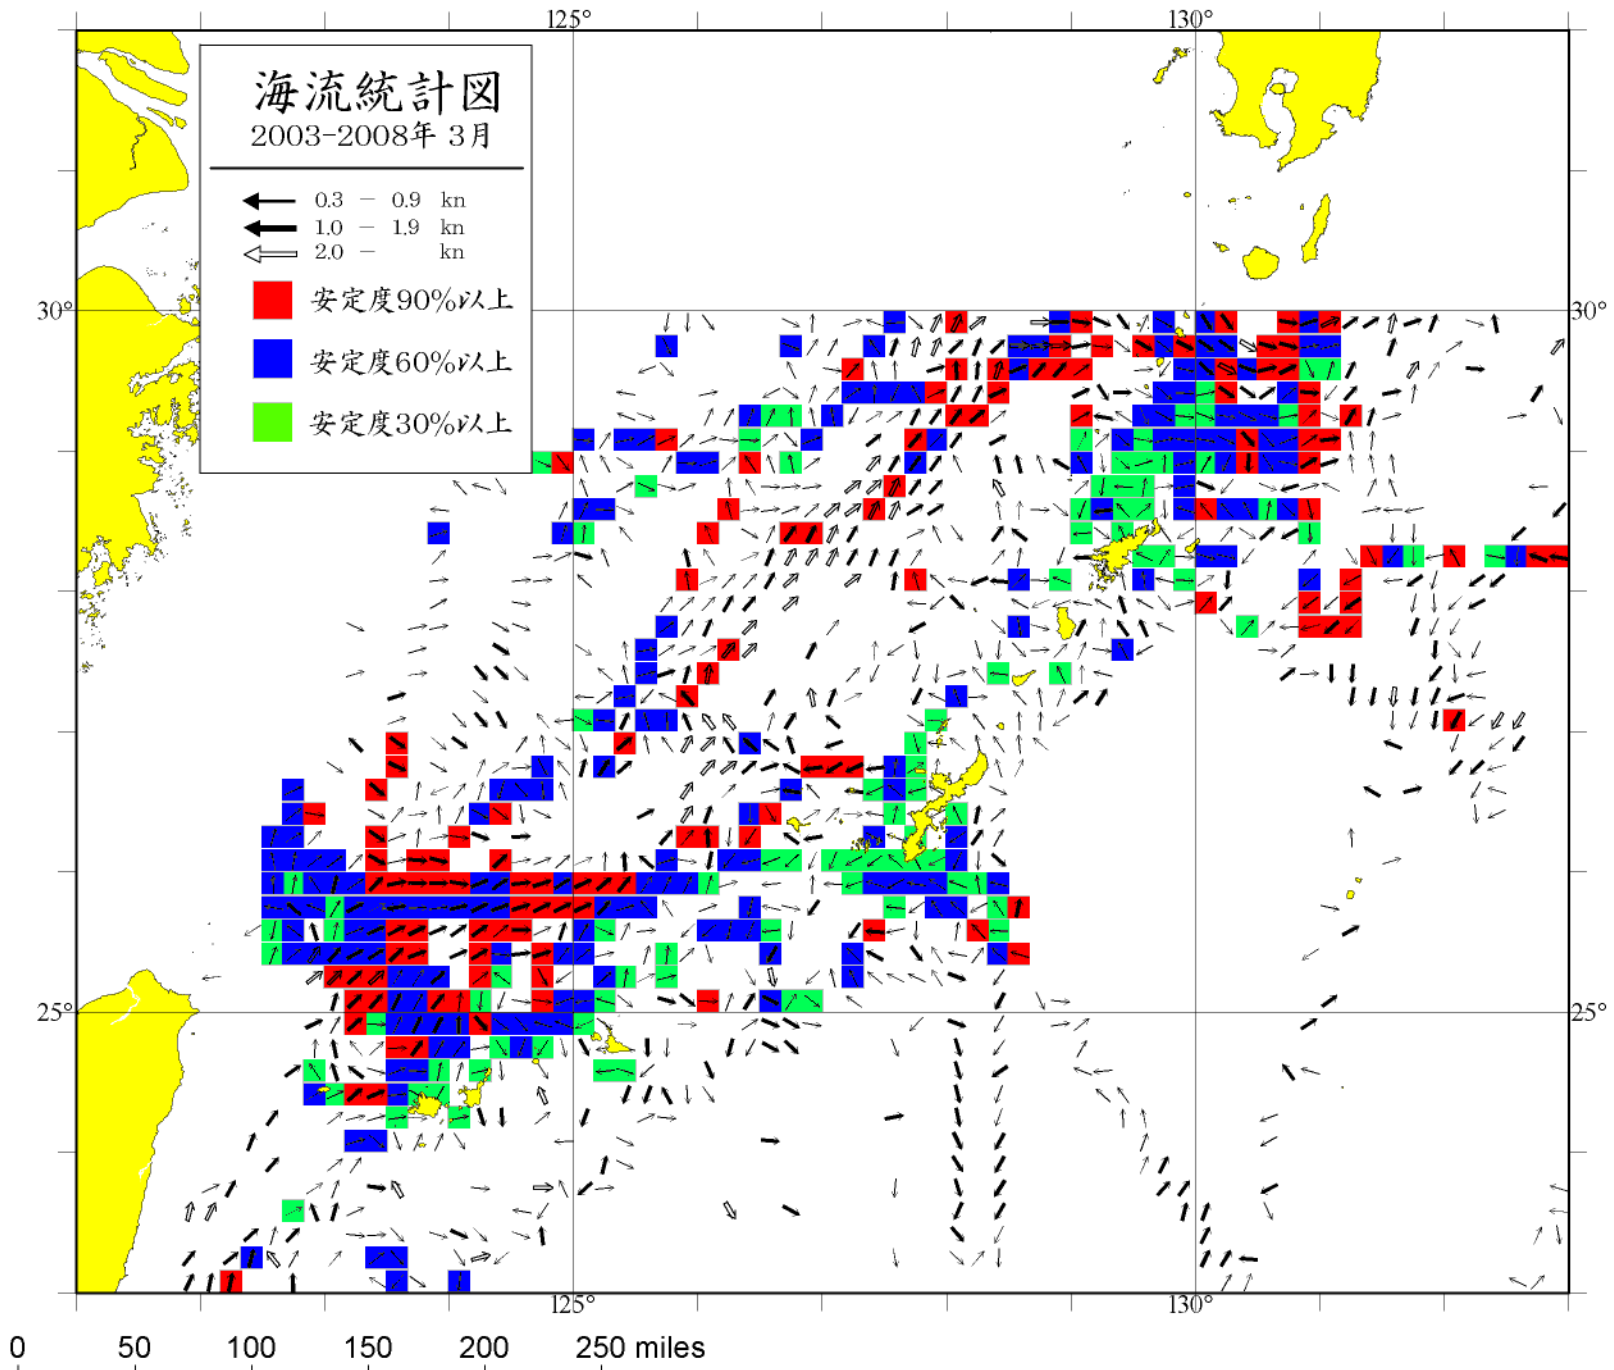 125°
130°
海流統計図
2003-2008年 3月
0.3 - 0.9 kn
1.0 - 1.9 kn
2.0 - kn
安定度90%以上
安定度60%以上
安定度30%以上
30°
30°
25°
25°
125°
130°
0 50 100 150 200 250 miles